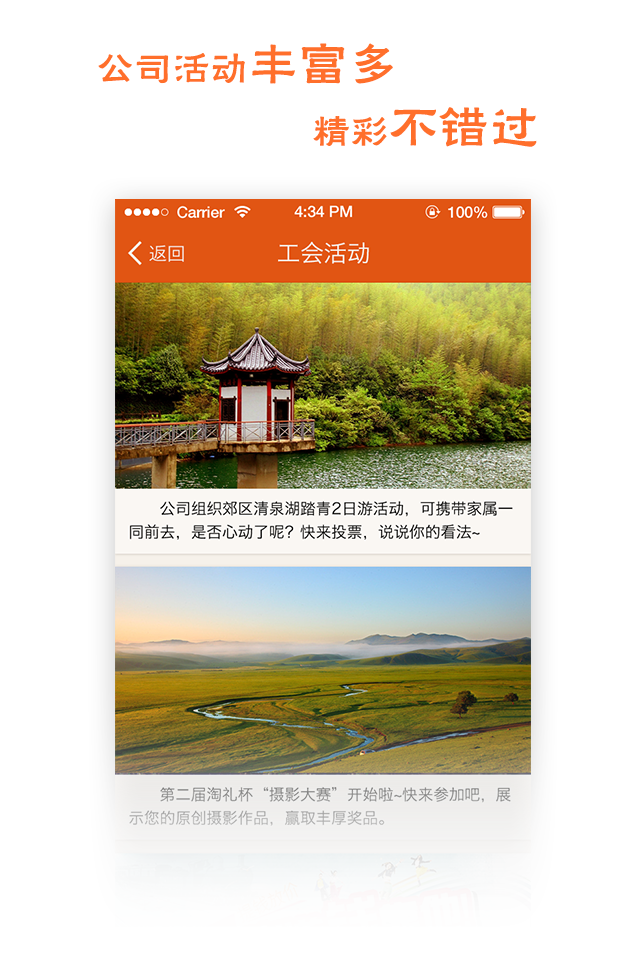 公司活动丰富多
精彩不错过
Carrier 4:34 PM 100%
返回 工会活动
公司组织郊区清泉湖踏青2日游活动，可携带家属一
同前去，是否心动了呢？快来投票，说说你的看法~
第二届淘礼杯“摄影大赛”开始啦~快来参加吧，展
示您的原创摄影作品，赢取丰厚奖品。